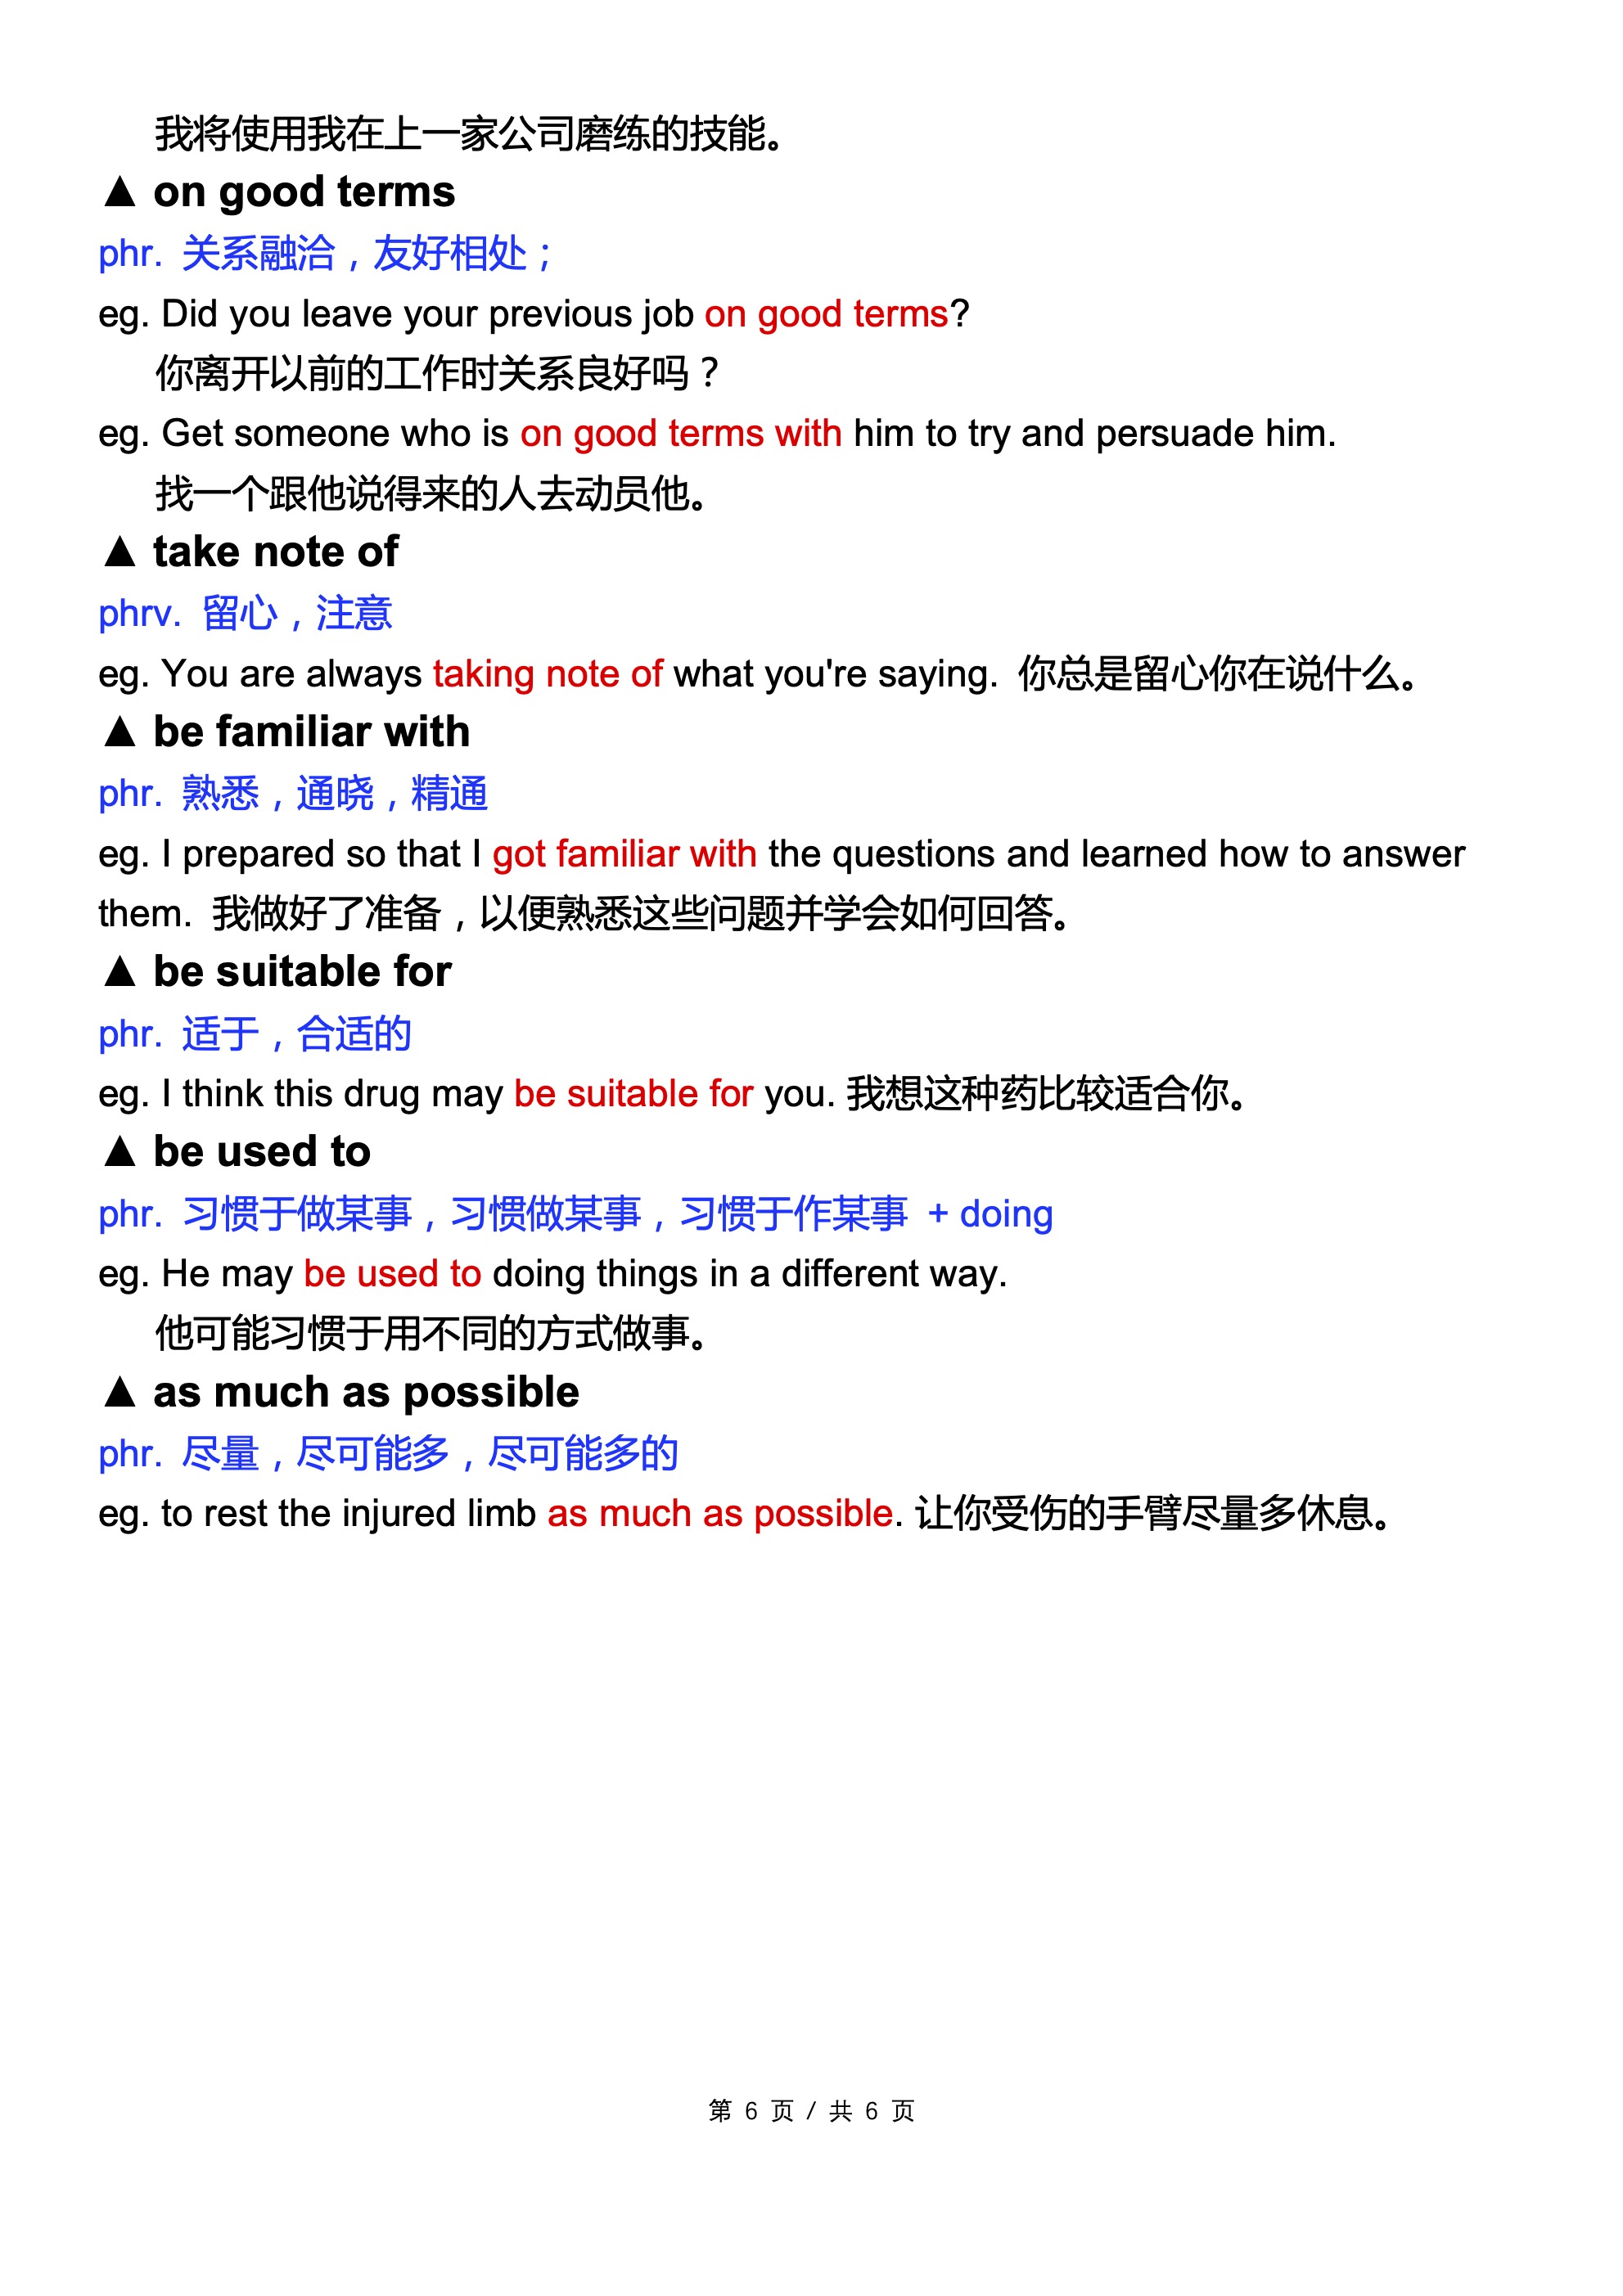 我将使用我在上一家公司磨练的技能。
▲ on good terms
phr. 关系融洽，友好相处；
eg. Did you leave your previous job on good terms?
你离开以前的工作时关系良好吗？
eg. Get someone who is on good terms with him to try and persuade him.
找一个跟他说得来的人去动员他。
▲ take note of
phrv. 留心，注意
eg. You are always taking note of what you're saying. 你总是留心你在说什么。
▲ be familiar with
phr. 熟悉，通晓，精通
eg. I prepared so that I got familiar with the questions and learned how to answer
them. 我做好了准备，以便熟悉这些问题并学会如何回答。
▲ be suitable for
phr. 适于，合适的
eg. I think this drug may be suitable for you. 我想这种药比较适合你。
▲ be used to
phr. 习惯于做某事，习惯做某事，习惯于作某事 + doing
eg. He may be used to doing things in a different way.
他可能习惯于用不同的方式做事。
▲ as much as possible
phr. 尽量，尽可能多，尽可能多的
eg. to rest the injured limb as much as possible. 让你受伤的手臂尽量多休息。
第 6 页 / 共 6 页